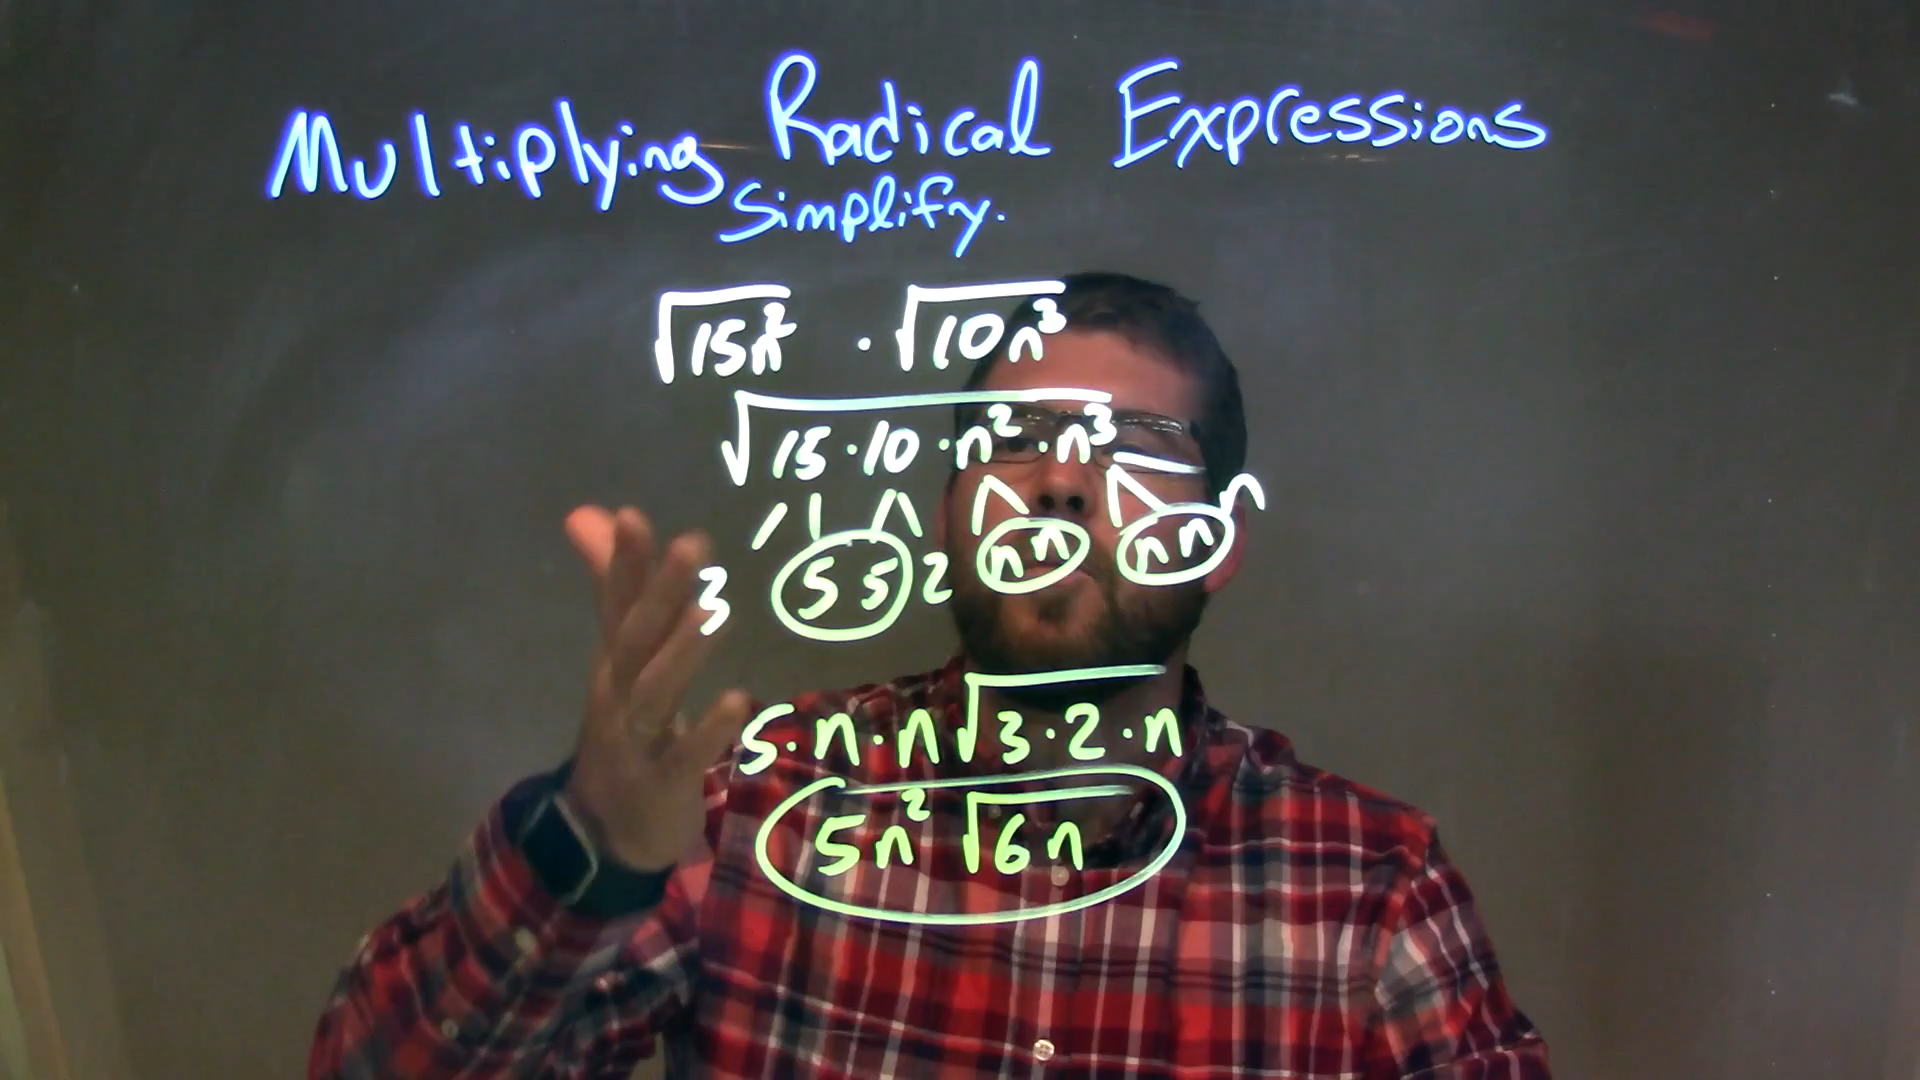 Multiplying Radical Expressions
Simplify.
√15n² · √10n³
√15·10·n²·n³
3 5 5 2 n n n n n
5·n·n√3·2·n
5n²√6n